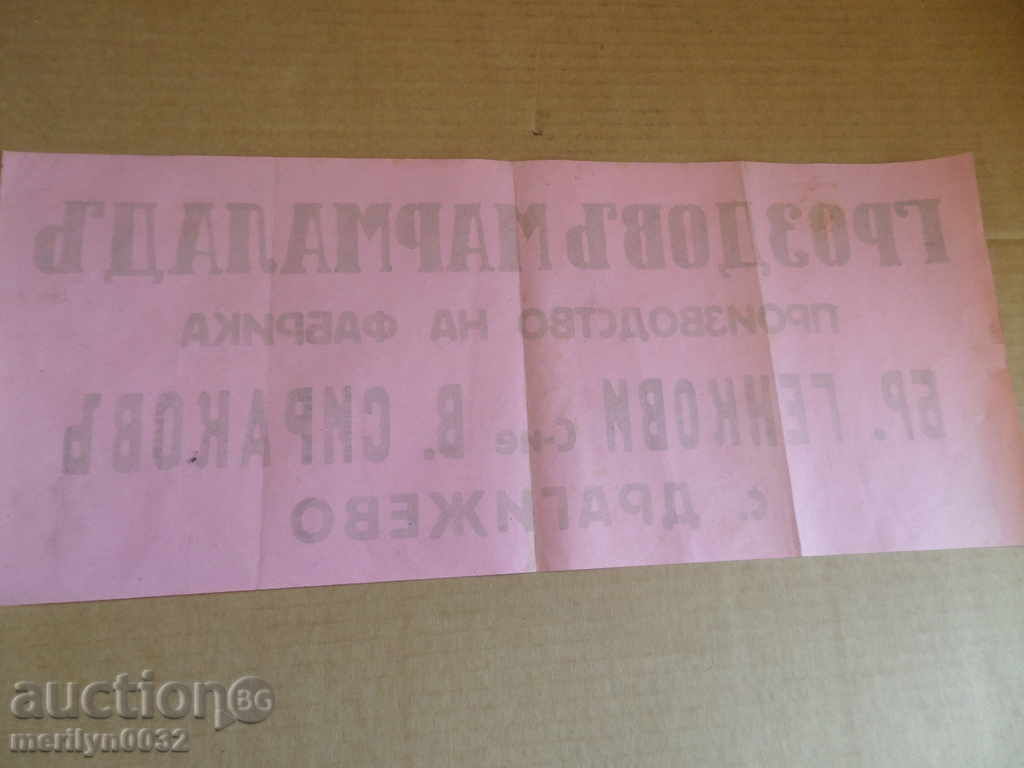 ГРОЗДОВЪ МАРМАЛАДЪ
ПРОИЗВОДСТВО НА ФАБРИКА
БР. ГЕНКОВИ С-ие В. СИРАКОВЪ
с. ДРАГИЖЕВО
auction BG
merilyn0032